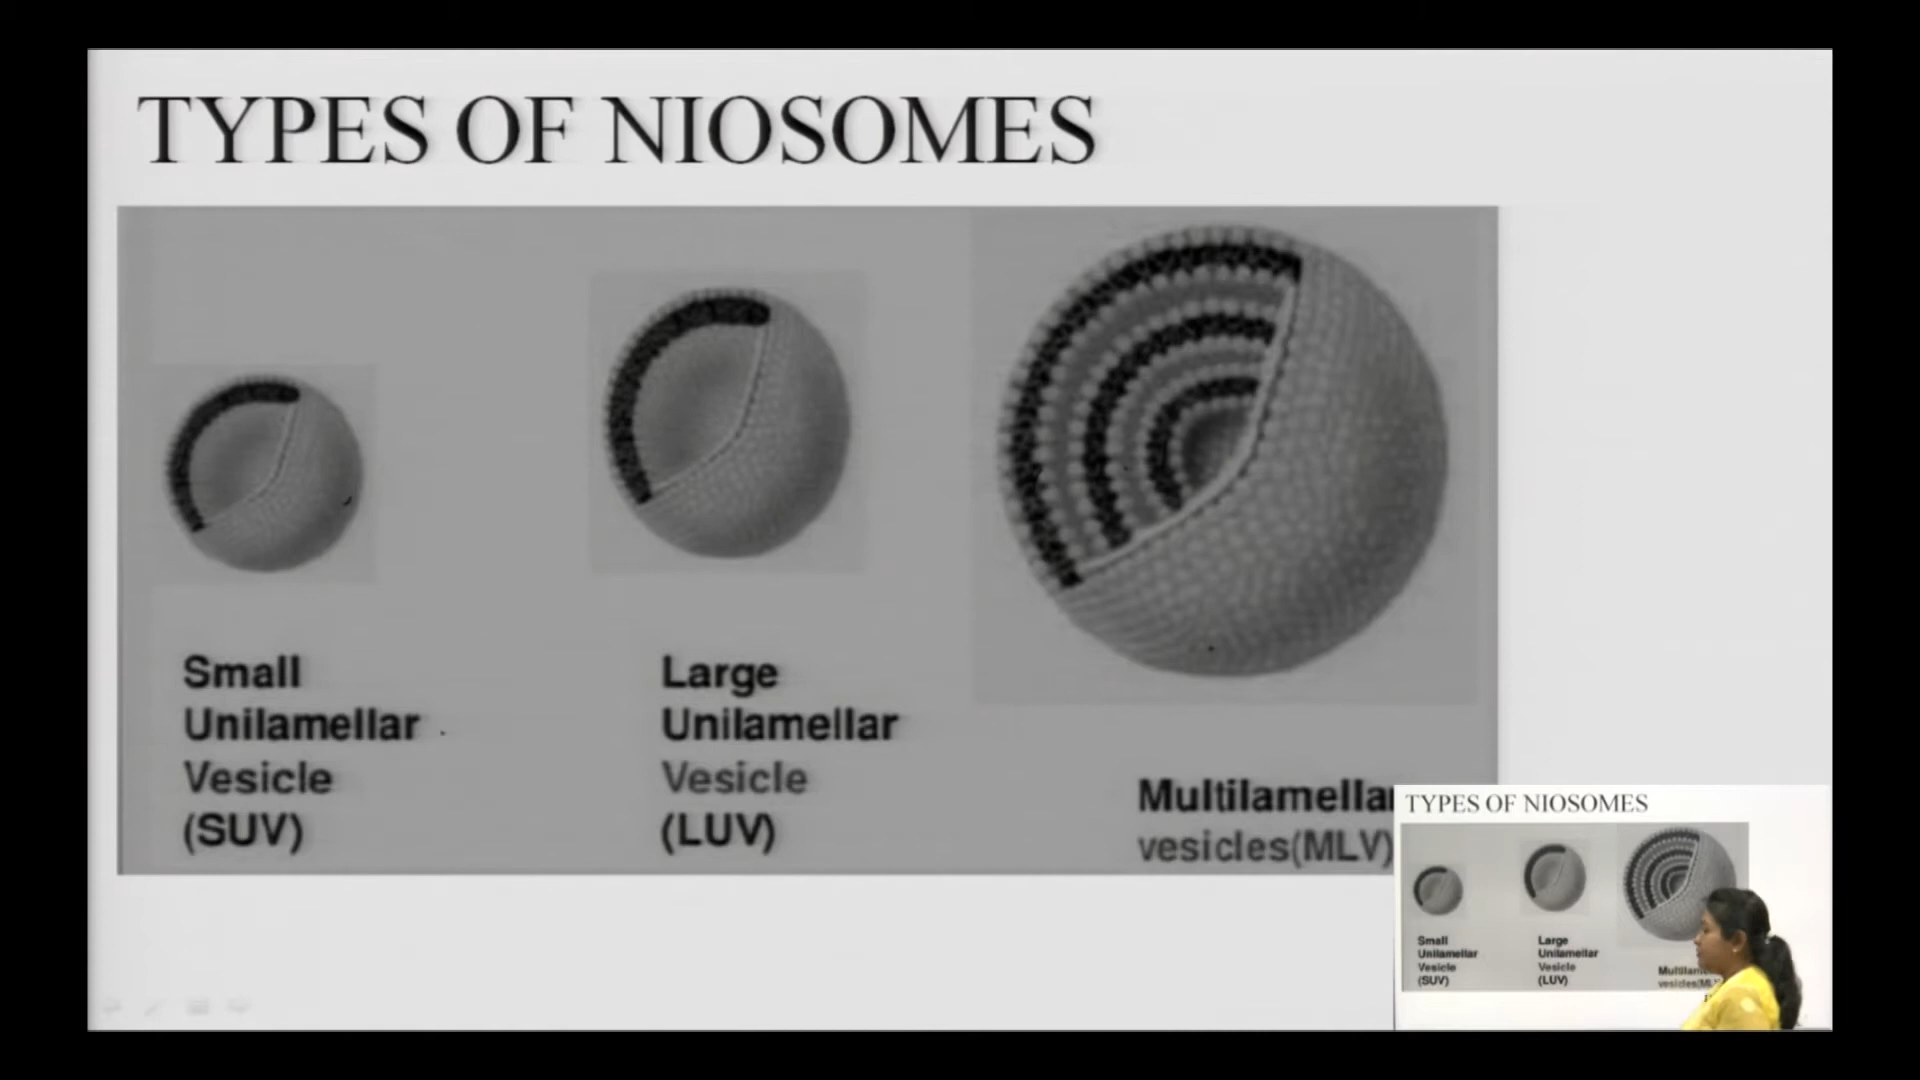 TYPES OF NIOSOMES
Small
Unilamellar
Vesicle
(SUV)
Large
Unilamellar
Vesicle
(LUV)
Multilamellar
vesicles(MLV)
TYPES OF NIOSOMES
Small
Unilamellar
Vesicle
(SUV)
Large
Unilamellar
Vesicle
(LUV)